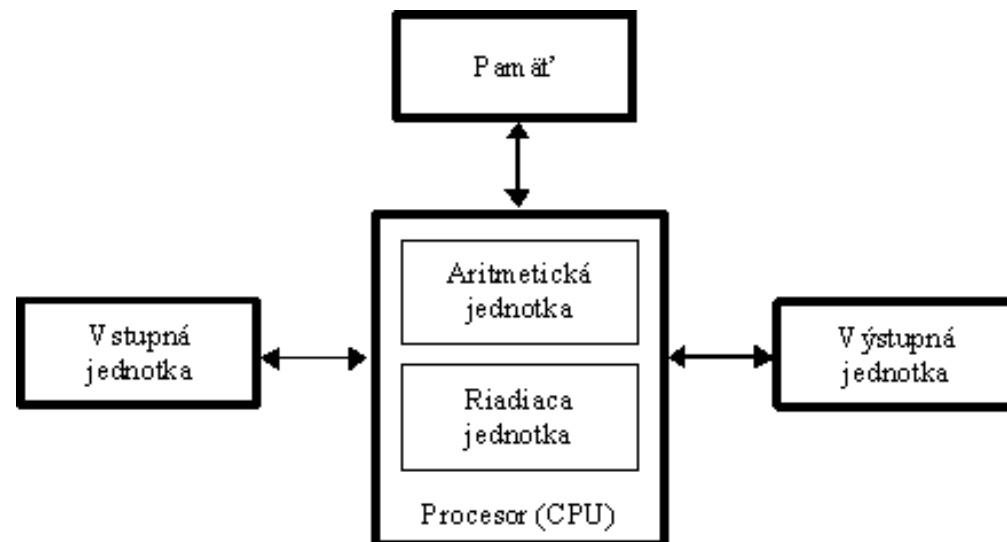 Pamäť
Aritmetická
jednotka
Vstupná
jednotka
Výstupná
jednotka
Riadiaca
jednotka
Procesor (CPU)